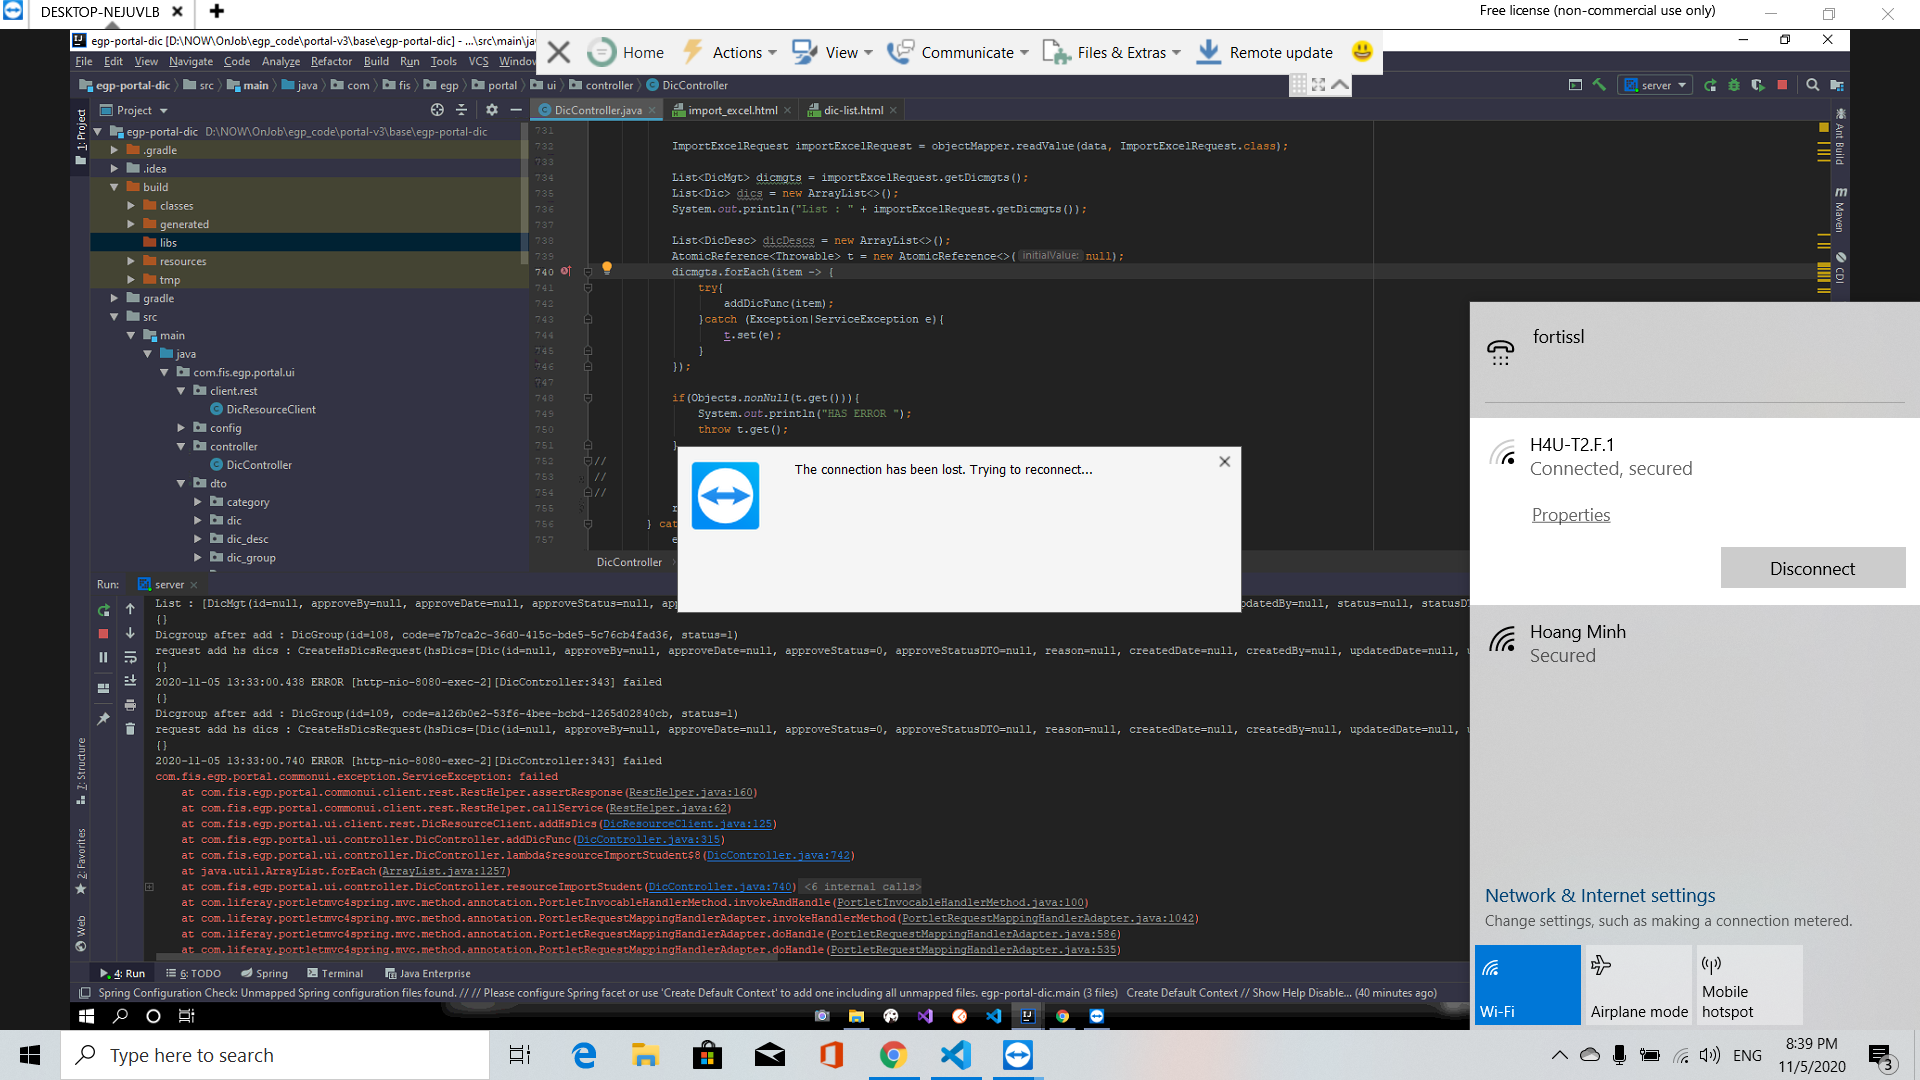 DESKTOP-NEJUVLB
Free license (non-commercial use only)
egp-portal-dic [D:\NOW\OnJob\egp_code\portal-v3\base\egp-portal-dic] - ...\src\main\ja
Home Actions View Communicate Files & Extras Remote update
File Edit View Navigate Code Analyze Refactor Build Run Tools VCS Window
egp-portal-dic src main java com fis egp portal ui controller DicController
server
Project
DicController.java import_excel.html dic-list.html
1: Project
egp-portal-dic D:\NOW\OnJob\egp_code\portal-v3\base\egp-portal-dic
.gradle
.idea
build
classes
generated
libs
resources
tmp
gradle
src
main
java
com.fis.egp.portal.ui
client.rest
DicResourceClient
config
controller
DicController
dto
category
dic
dic_desc
dic_group
731
732 ImportExcelRequest importExcelRequest = objectMapper.readValue(data, ImportExcelRequest.class);
733
734 List<DicMgt> dicmgts = importExcelRequest.getDicmgts();
735 List<Dic> dics = new ArrayList<>();
736 System.out.println("List : " + importExcelRequest.getDicmgts());
737
738 List<DicDesc> dicDescs = new ArrayList<>();
739 AtomicReference<Throwable> t = new AtomicReference<>( initialValue: null);
740 dicmgts.forEach(item -> {
741 try{
742 addDicFunc(item);
743 }catch (Exception|ServiceException e){
744 t.set(e);
745 }
746 });
747
748 if(Objects.nonNull(t.get())){
749 System.out.println("HAS ERROR ");
750 throw t.get();
751 }
752 //
753 //
754 //
755 r
756 } cat
757 e
DicController
Ant Build
Maven
CDI
The connection has been lost. Trying to reconnect...
Run: server
List : [DicMgt(id=null, approveBy=null, approveDate=null, approveStatus=null, ap
pdatedBy=null, status=null, statusDT
{}
Dicgroup after add : DicGroup(id=108, code=e7b7ca2c-36d0-415c-bde5-5c76cb4fad36, status=1)
request add hs dics : CreateHsDicsRequest(hsDics=[Dic(id=null, approveBy=null, approveDate=null, approveStatus=0, approveStatusDTO=null, reason=null, createdDate=null, createdBy=null, updatedDate=null, u
{}
2020-11-05 13:33:00.438 ERROR [http-nio-8080-exec-2][DicController:343] failed
{}
Dicgroup after add : DicGroup(id=109, code=a126b0e2-53f6-4bee-bcbd-1265d02840cb, status=1)
request add hs dics : CreateHsDicsRequest(hsDics=[Dic(id=null, approveBy=null, approveDate=null, approveStatus=0, approveStatusDTO=null, reason=null, createdDate=null, createdBy=null, updatedDate=null, u
{}
2020-11-05 13:33:00.740 ERROR [http-nio-8080-exec-2][DicController:343] failed
com.fis.egp.portal.commonui.exception.ServiceException: failed
at com.fis.egp.portal.commonui.client.rest.RestHelper.assertResponse(RestHelper.java:160)
at com.fis.egp.portal.commonui.client.rest.RestHelper.callService(RestHelper.java:62)
at com.fis.egp.portal.ui.client.rest.DicResourceClient.addHsDics(DicResourceClient.java:125)
at com.fis.egp.portal.ui.controller.DicController.addDicFunc(DicController.java:315)
at com.fis.egp.portal.ui.controller.DicController.lambda$resourceImportStudent$8(DicController.java:742)
at java.util.ArrayList.forEach(ArrayList.java:1257)
at com.fis.egp.portal.ui.controller.DicController.resourceImportStudent(DicController.java:740) <6 internal calls>
at com.liferay.portletmvc4spring.mvc.method.annotation.PortletInvocableHandlerMethod.invokeAndHandle(PortletInvocableHandlerMethod.java:100)
at com.liferay.portletmvc4spring.mvc.method.annotation.PortletRequestMappingHandlerAdapter.invokeHandlerMethod(PortletRequestMappingHandlerAdapter.java:1042)
at com.liferay.portletmvc4spring.mvc.method.annotation.PortletRequestMappingHandlerAdapter.doHandle(PortletRequestMappingHandlerAdapter.java:586)
at com.liferay.portletmvc4spring.mvc.method.annotation.PortletRequestMappingHandlerAdapter.doHandle(PortletRequestMappingHandlerAdapter.java:535)
7: Structure
2: Favorites
Web
4: Run 6: TODO Spring Terminal Java Enterprise
Spring Configuration Check: Unmapped Spring configuration files found. // // Please configure Spring facet or use 'Create Default Context' to add one including all unmapped files. egp-portal-dic.main (3 files) Create Default Context // Show Help Disable... (40 minutes ago)
fortissl
H4U-T2.F.1
Connected, secured
Properties
Disconnect
Hoang Minh
Secured
Network & Internet settings
Change settings, such as making a connection metered.
Wi-Fi
Airplane mode
Mobile
hotspot
Type here to search
ENG
8:39 PM
11/5/2020
3